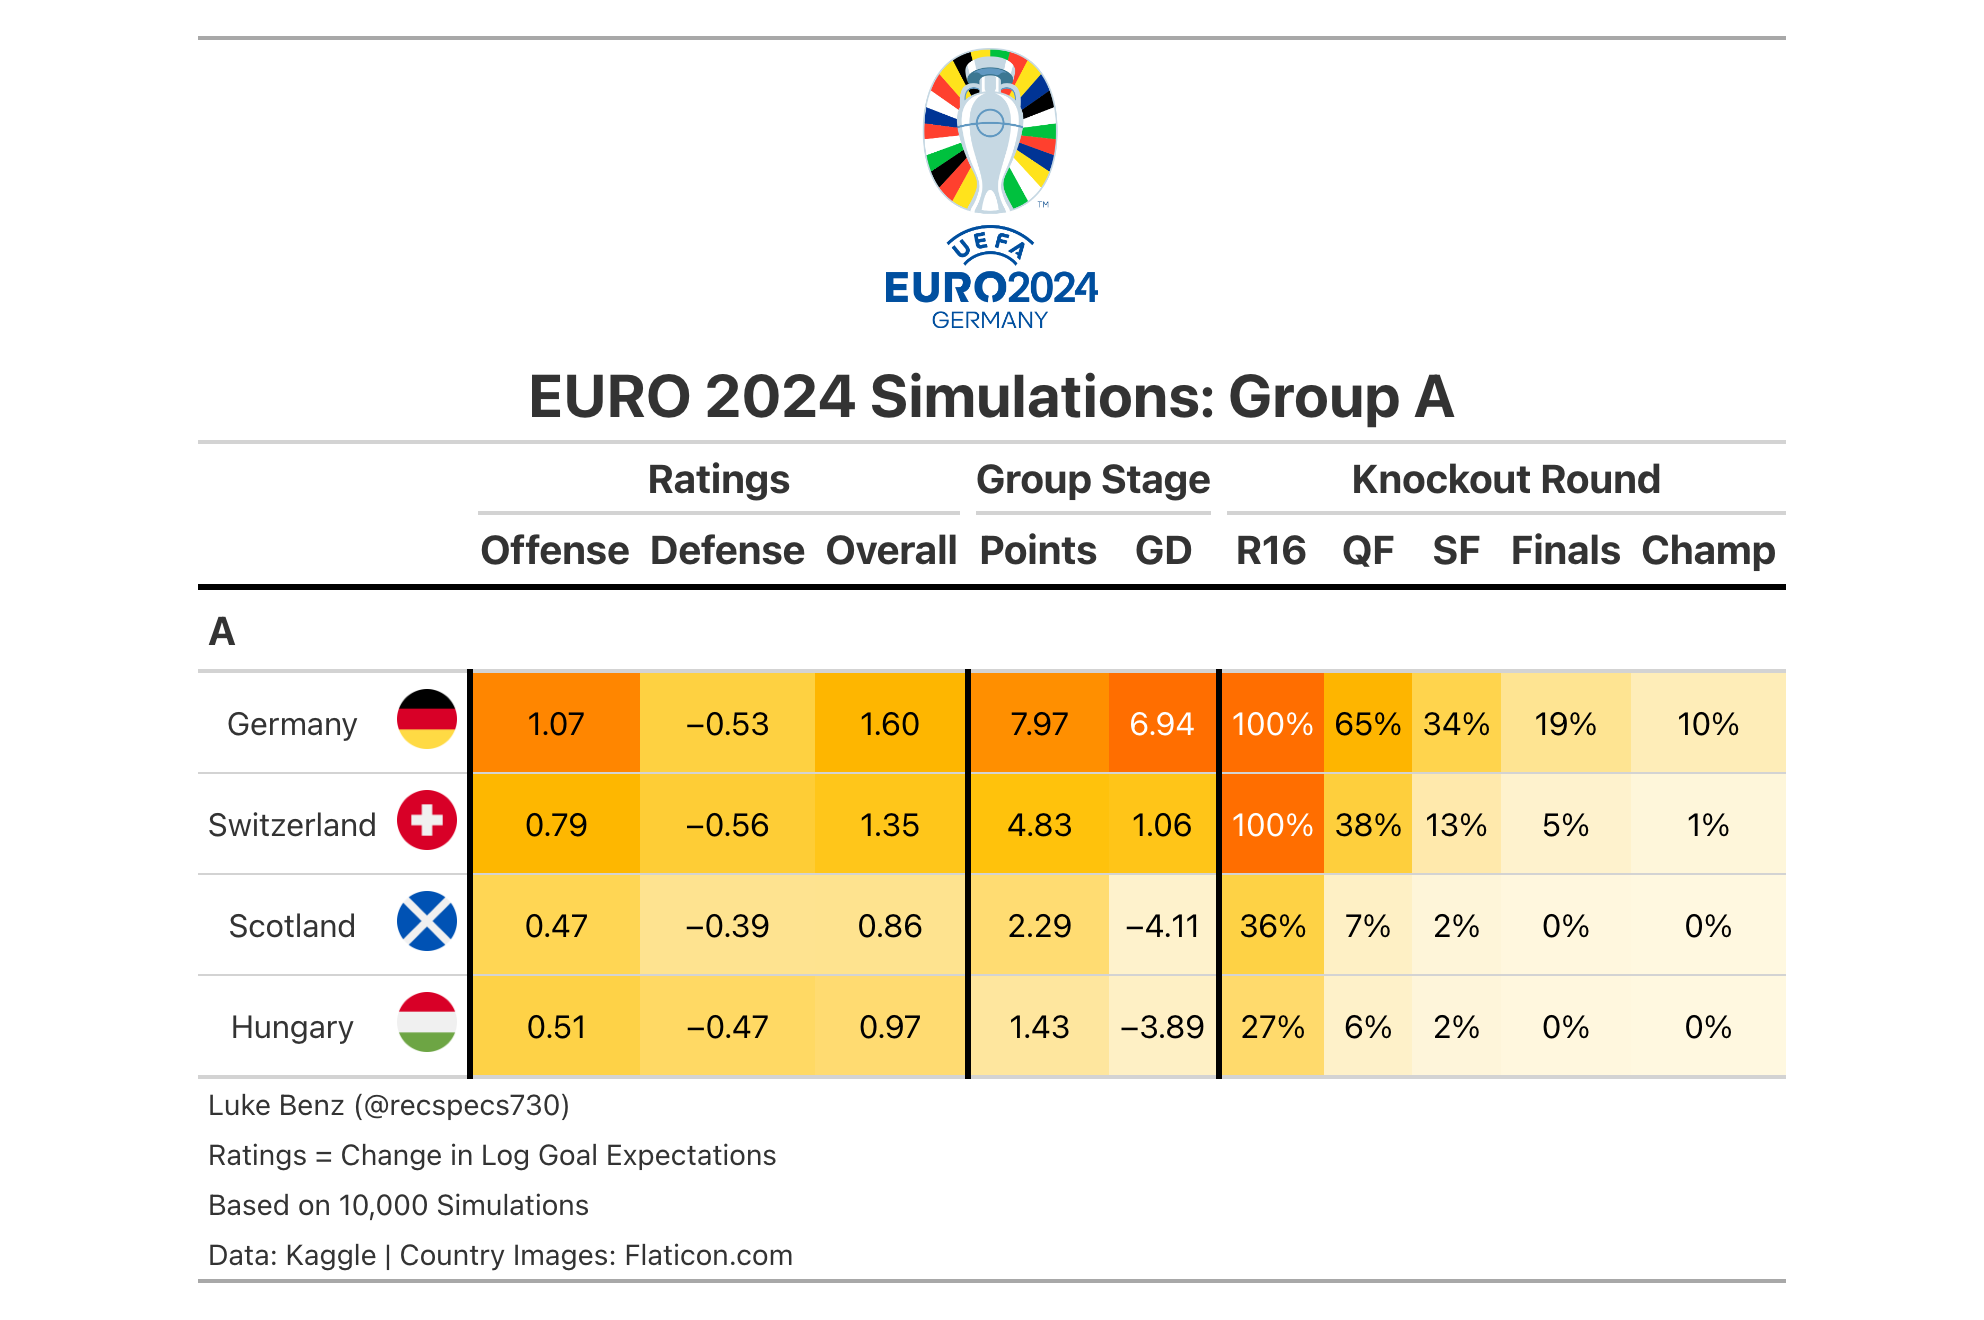 TM
UEFA
EURO2024
GERMANY
EURO 2024 Simulations: Group A
Ratings Group Stage Knockout Round
Offense Defense Overall Points GD R16 QF SF Finals Champ
A
Germany 1.07 −0.53 1.60 7.97 6.94 100% 65% 34% 19% 10%
Switzerland 0.79 −0.56 1.35 4.83 1.06 100% 38% 13% 5% 1%
Scotland 0.47 −0.39 0.86 2.29 −4.11 36% 7% 2% 0% 0%
Hungary 0.51 −0.47 0.97 1.43 −3.89 27% 6% 2% 0% 0%
Luke Benz (@recspecs730)
Ratings = Change in Log Goal Expectations
Based on 10,000 Simulations
Data: Kaggle | Country Images: Flaticon.com